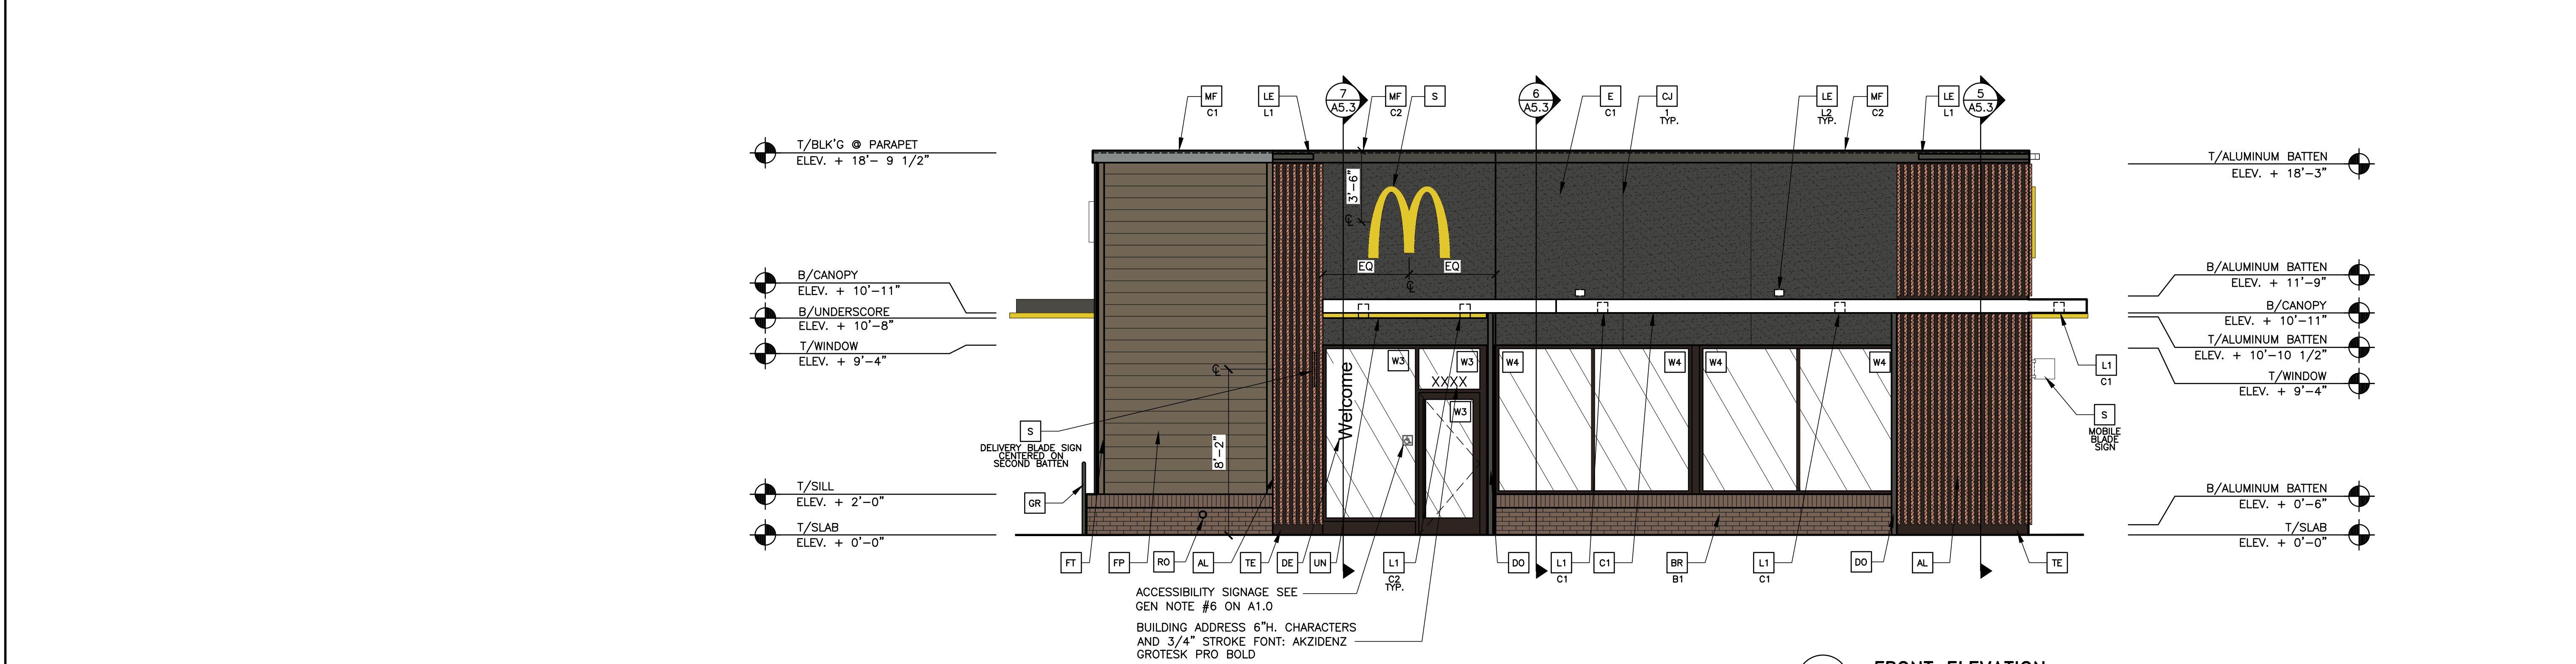 MF
C1
LE
L1
7
A5.3
MF
C2
S
6
A5.3
E
C1
CJ
1
TYP.
LE
L2
TYP.
MF
C2
LE
L1
5
A5.3
T/BLK'G @ PARAPET
ELEV. + 18'- 9 1/2"
B/CANOPY
ELEV. + 10'-11"
B/UNDERSCORE
ELEV. + 10'-8"
T/WINDOW
ELEV. + 9'-4"
T/SILL
ELEV. + 2'-0"
T/SLAB
ELEV. + 0'-0"
S
DELIVERY BLADE SIGN
CENTERED ON
SECOND BATTEN
GR
3'-6"
EQ
EQ
8'-2"
Welcome
W3
W3
XXXX
W3
W4
W4
W4
W4
T/ALUMINUM BATTEN
ELEV. + 18'-3"
B/ALUMINUM BATTEN
ELEV. + 11'-9"
B/CANOPY
ELEV. + 10'-11"
T/ALUMINUM BATTEN
ELEV. + 10'-10 1/2"
T/WINDOW
ELEV. + 9'-4"
L1
C1
S
MOBILE
BLADE
SIGN
B/ALUMINUM BATTEN
ELEV. + 0'-6"
T/SLAB
ELEV. + 0'-0"
FT
FP
RO
AL
TE
DE
UN
L1
C2
TYP.
DO
L1
C1
C1
BR
B1
L1
C1
DO
AL
TE
ACCESSIBILITY SIGNAGE SEE
GEN NOTE #6 ON A1.0
BUILDING ADDRESS 6"H. CHARACTERS
AND 3/4" STROKE FONT: AKZIDENZ
GROTESK PRO BOLD
FRONT ELEVATION